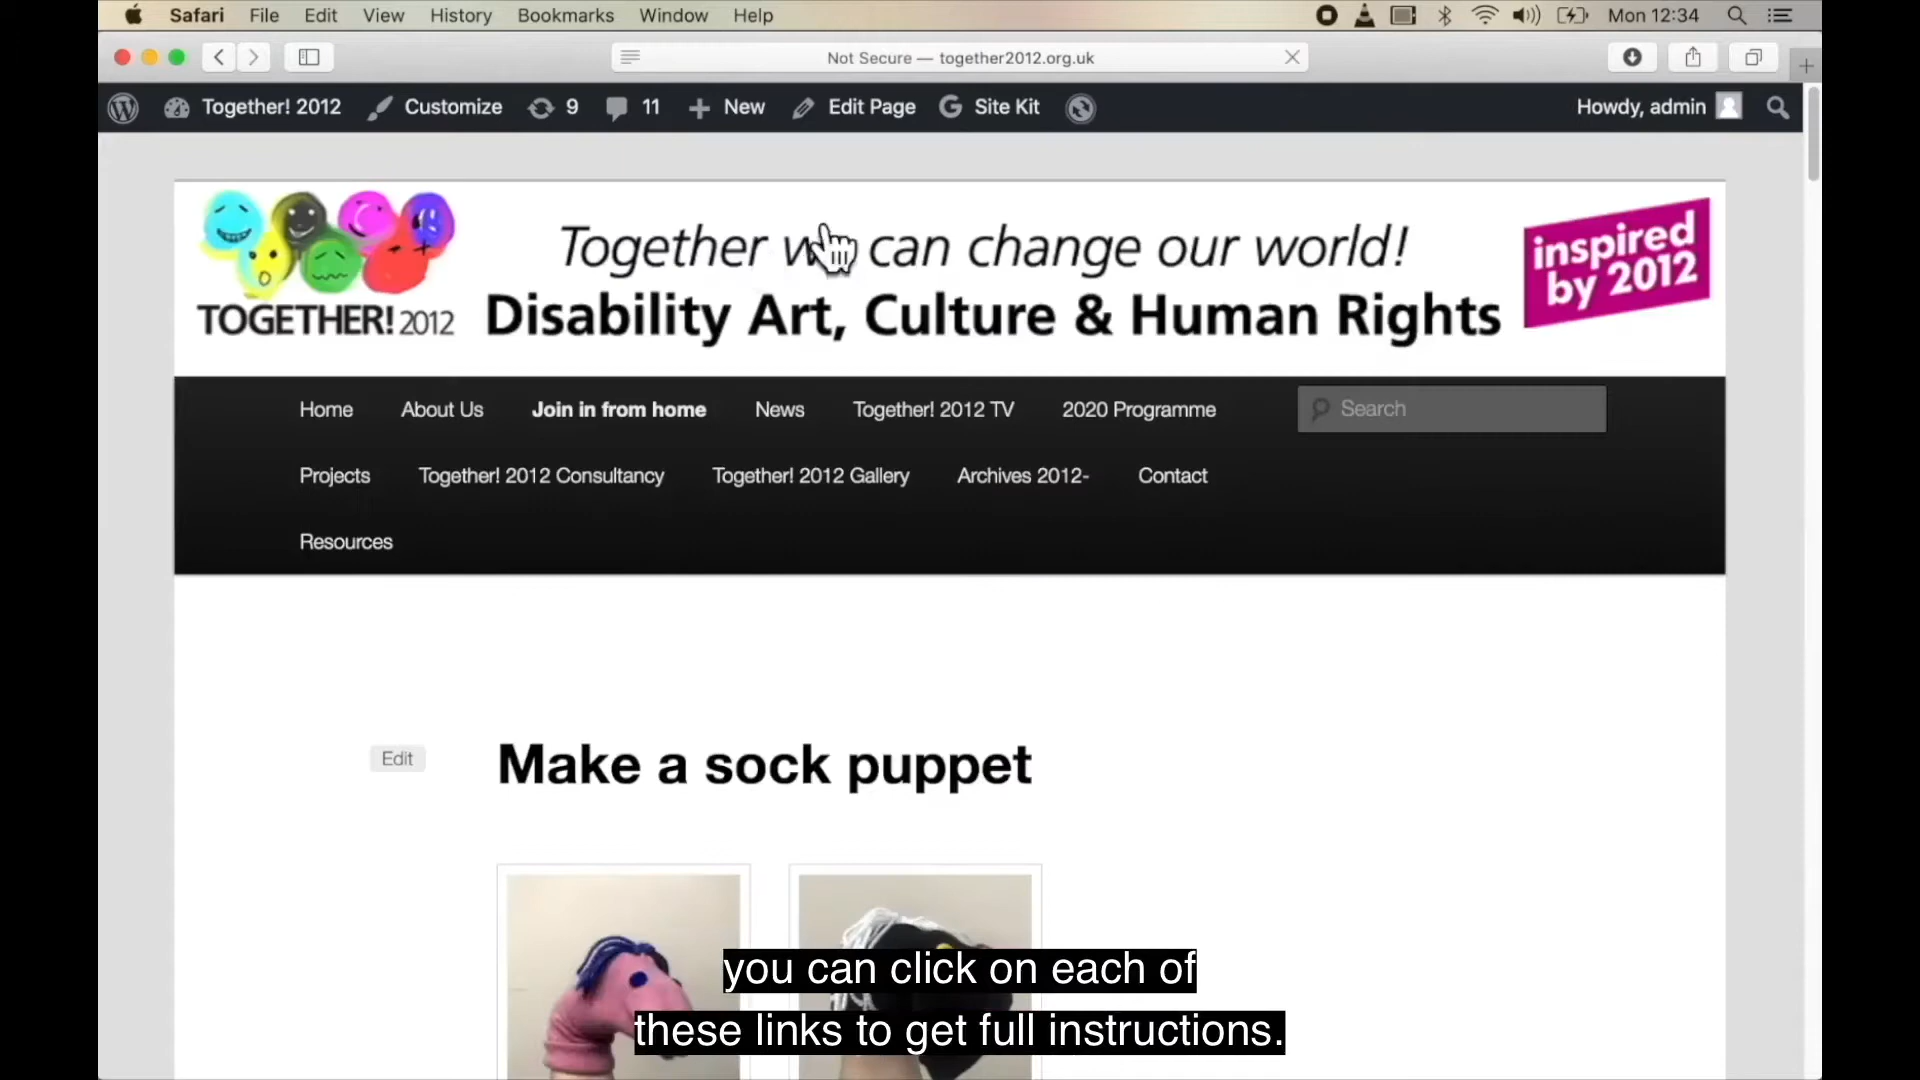 Safari File Edit View History Bookmarks Window Help Mon 12:34
Not Secure — together2012.org.uk
Together! 2012 Customize 9 11 New Edit Page Site Kit Howdy, admin
Together we can change our world!
Disability Art, Culture & Human Rights
TOGETHER! 2012
inspired
by 2012
Home About Us Join in from home News Together! 2012 TV 2020 Programme Search
Projects Together! 2012 Consultancy Together! 2012 Gallery Archives 2012- Contact
Resources
Edit Make a sock puppet
you can click on each of
these links to get full instructions.